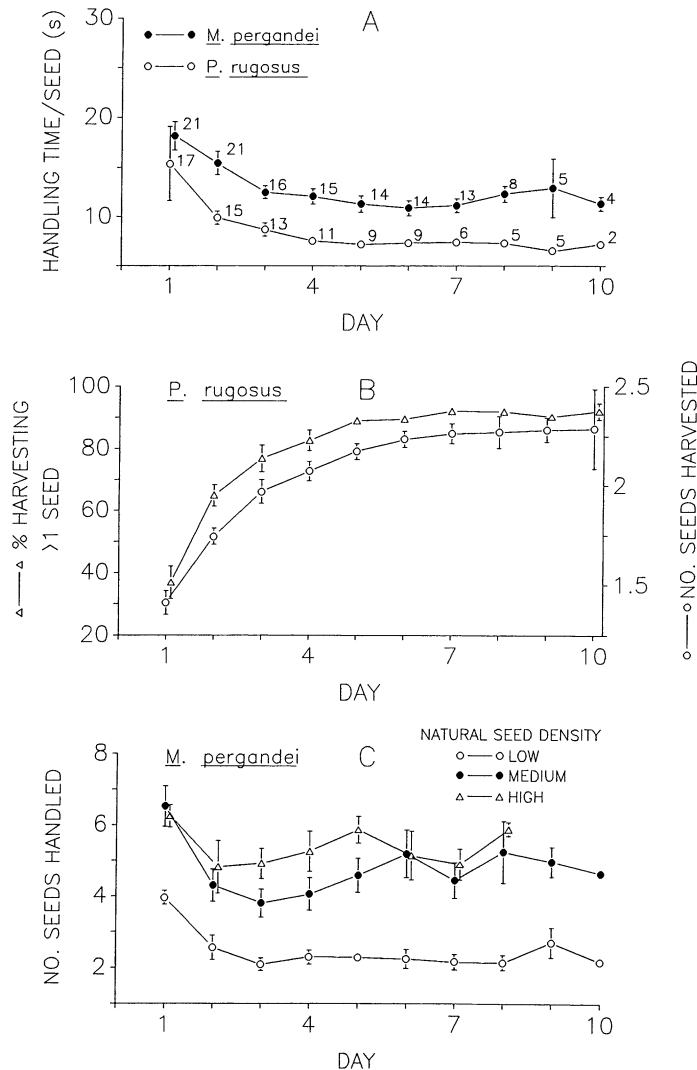 A
30
20
10
HANDLING TIME/SEED (s)
M. pergandei
P. rugosus
21
21
16
15
14
14
13
8
5
4
17
15
13
11
9
9
6
5
5
2
1
4
7
10
DAY
P. rugosus
B
100
80
60
40
20
% HARVESTING
>1 SEED
2.5
2
1.5
NO. SEEDS HARVESTED
1
4
7
10
DAY
M. pergandei
C
NATURAL SEED DENSITY
LOW
MEDIUM
HIGH
8
6
4
2
NO. SEEDS HANDLED
1
4
7
10
DAY